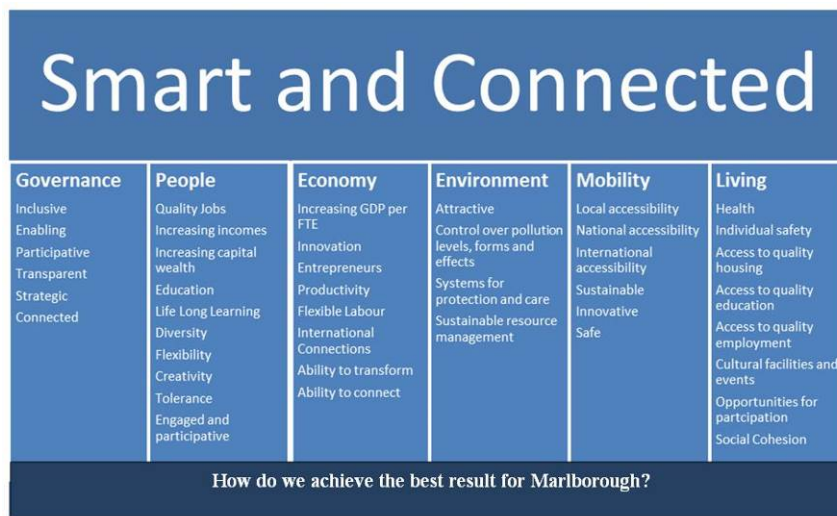 Smart and Connected
Governance
Inclusive
Enabling
Participative
Transparent
Strategic
Connected
People
Quality Jobs
Increasing incomes
Increasing capital
wealth
Education
Life Long Learning
Diversity
Flexibility
Creativity
Tolerance
Engaged and
participative
Economy
Increasing GDP per
FTE
Innovation
Entrepreneurs
Productivity
Flexible Labour
International
Connections
Ability to transform
Ability to connect
Environment
Attractive
Control over pollution
levels, forms and
effects
Systems for
protection and care
Sustainable resource
management
Mobility
Local accessibility
National accessibility
International
accessibility
Sustainable
Innovative
Safe
Living
Health
Individual safety
Access to quality
housing
Access to quality
education
Access to quality
employment
Cultural facilities and
events
Opportunities for
partcipation
Social Cohesion
How do we achieve the best result for Marlborough?